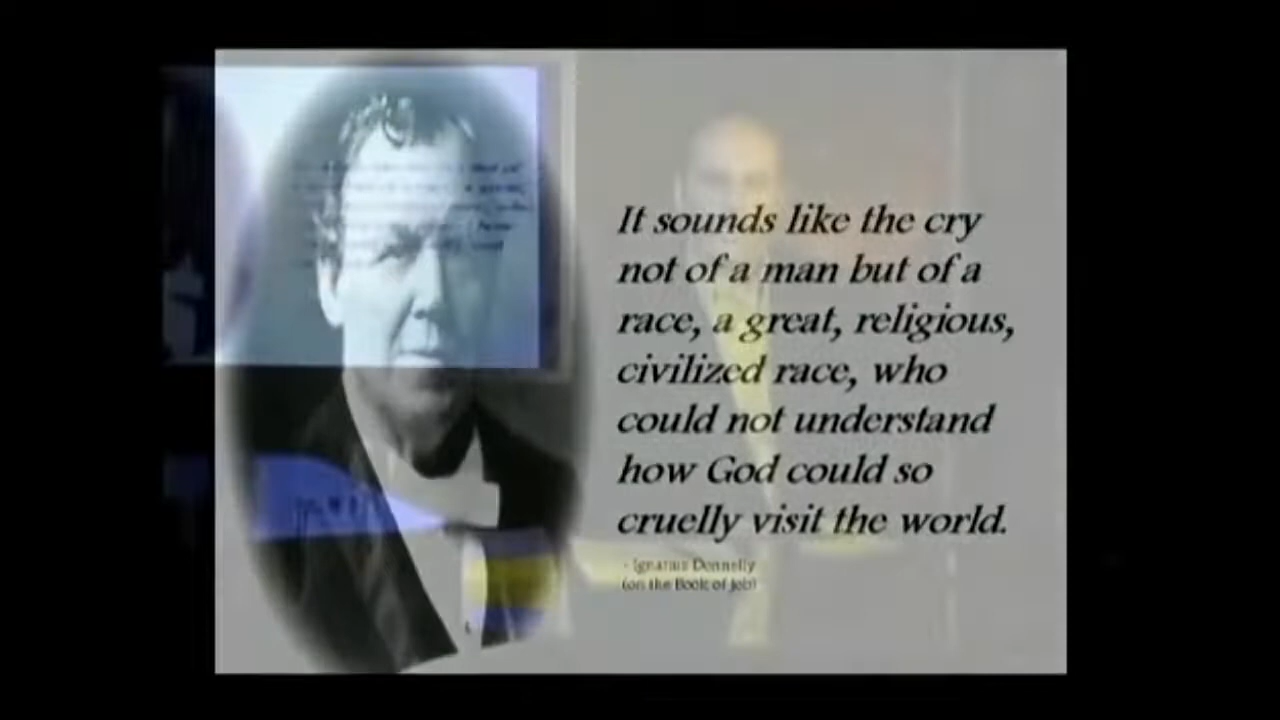 It sounds like the cry
not of a man but of a
race, a great, religious,
civilized race, who
could not understand
how God could so
cruelly visit the world.
- Ignatius Donnelly
(on the Book of Job)